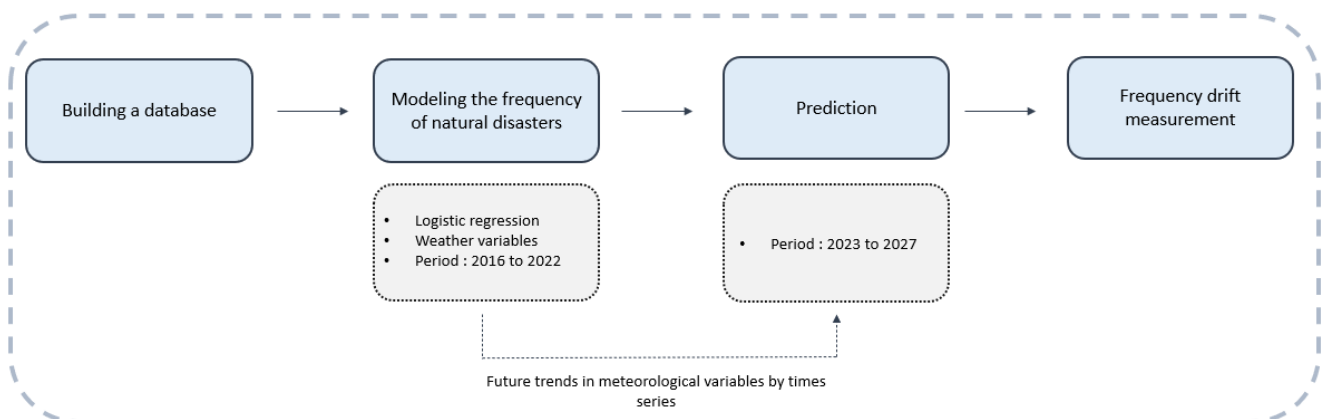 Building a database
Modeling the frequency
of natural disasters
Prediction
Frequency drift
measurement
• Logistic regression
• Weather variables
• Period : 2016 to 2022
• Period : 2023 to 2027
Future trends in meteorological variables by times
series